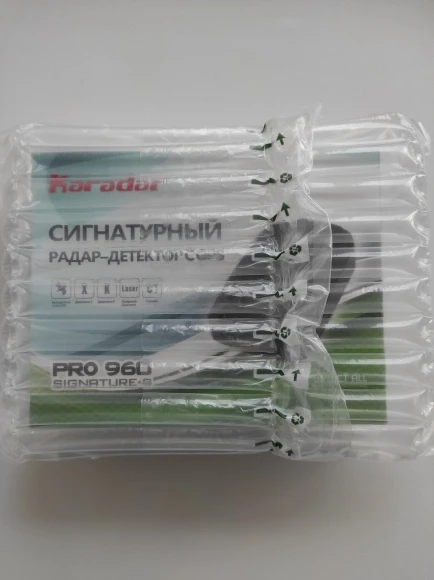 Karadar
СИГНАТУРНЫЙ
РАДАР-ДЕТЕКТОР С GPS
X K Laser
PRO 960
SIGNATURE-S